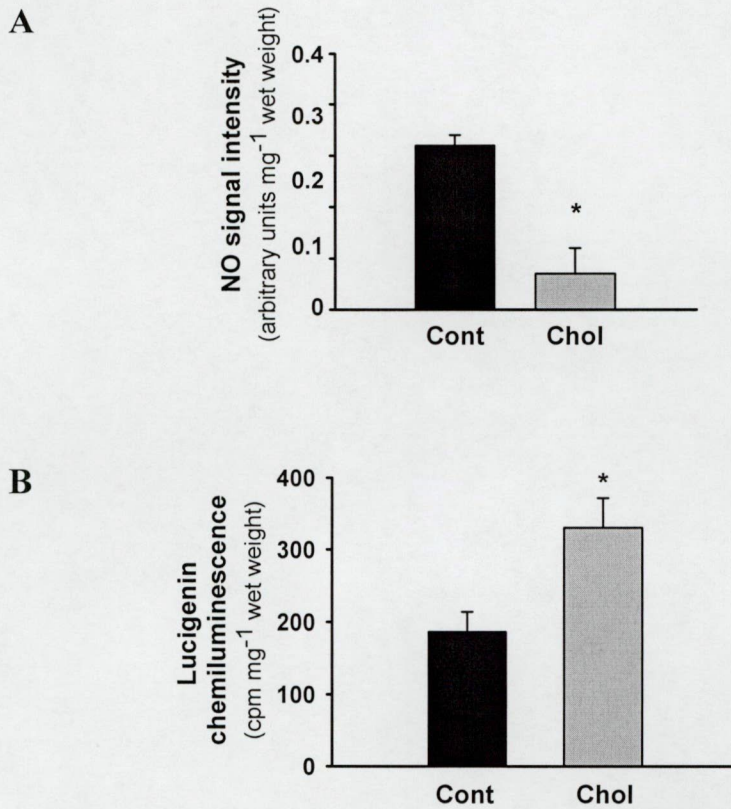 A
NO signal intensity
(arbitrary units mg⁻¹ wet weight)
0.4
0.3
0.2
0.1
0
*
Cont Chol
B
Lucigenin
chemiluminescence
(cpm mg⁻¹ wet weight)
400
300
200
100
0
*
Cont Chol